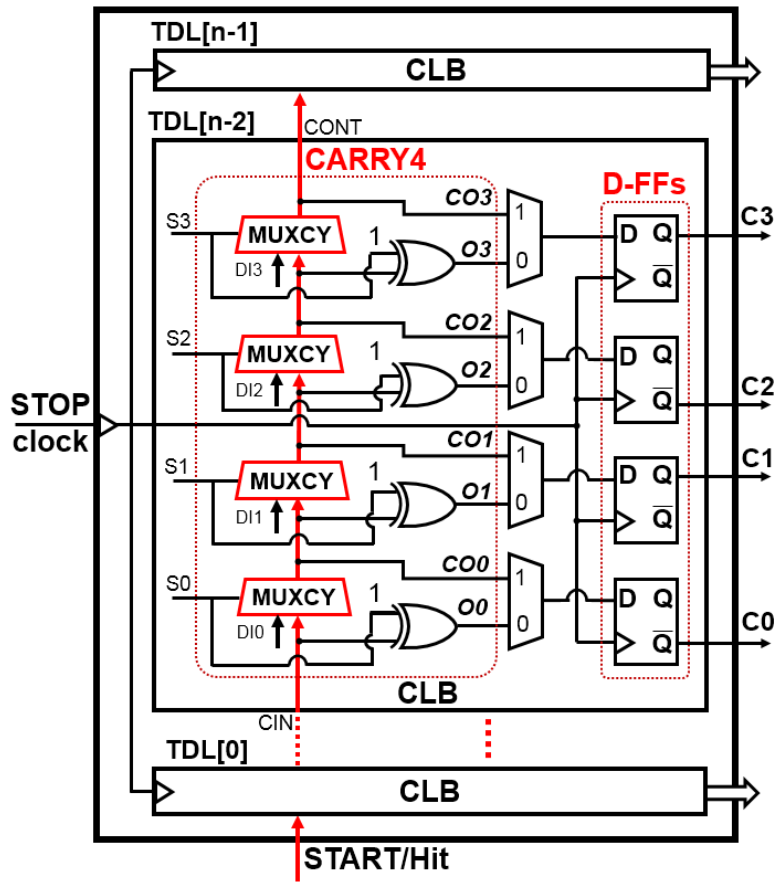 TDL[n-1]
CLB
TDL[n-2]
CONT
CARRY4
D-FFs
CO3
S3
MUXCY
1
1
D Q
C3
O3
0
Q
DI3
CO2
S2
MUXCY
1
1
D Q
O2
0
Q
C2
DI2
STOP
clock
CO1
S1
MUXCY
1
1
D Q
C1
O1
0
Q
DI1
CO0
S0
MUXCY
1
1
D Q
O0
0
Q
C0
DI0
CLB
CIN
TDL[0]
CLB
START/Hit